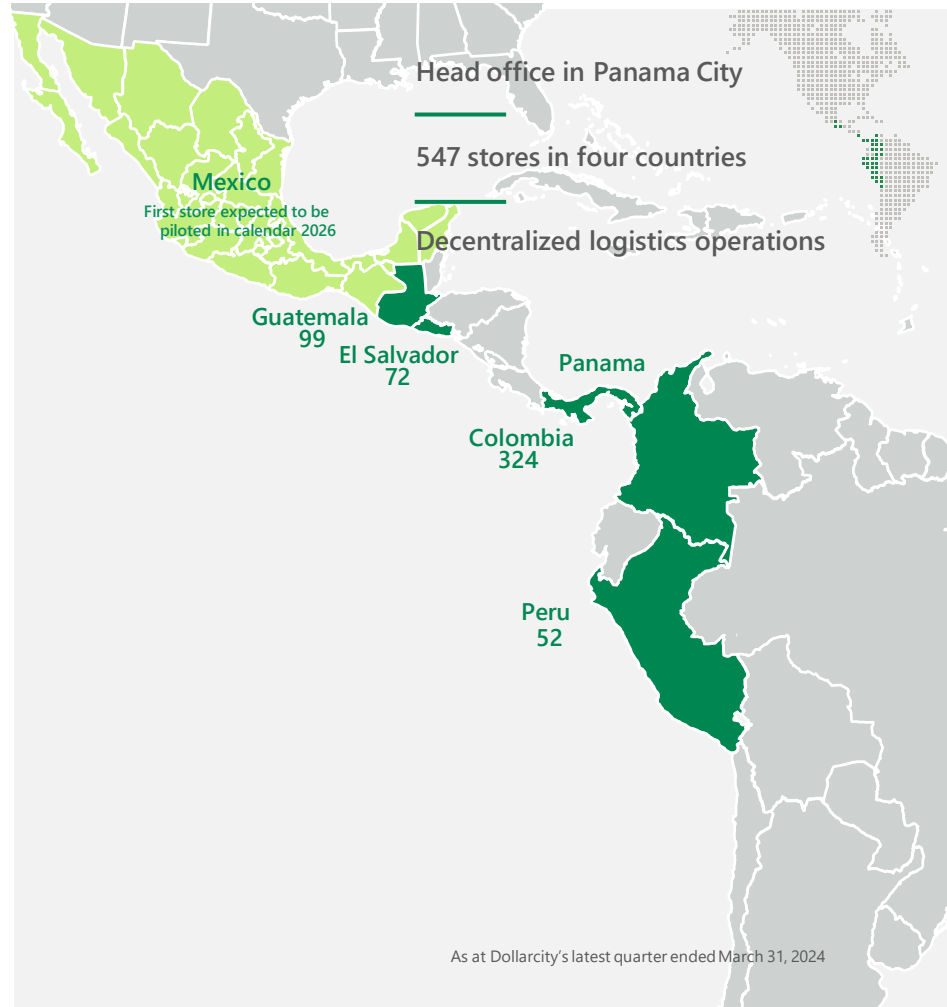 Head office in Panama City
547 stores in four countries
Decentralized logistics operations
Mexico
First store expected to be
piloted in calendar 2026
Guatemala
99
El Salvador
72
Panama
Colombia
324
Peru
52
As at Dollarcity’s latest quarter ended March 31, 2024